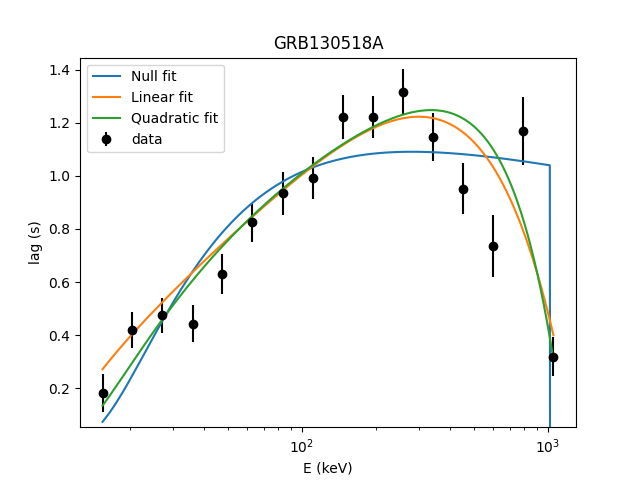 GRB130518A
Null fit
Linear fit
Quadratic fit
data
lag (s)
1.4
1.2
1.0
0.8
0.6
0.4
0.2
10²
10³
E (keV)